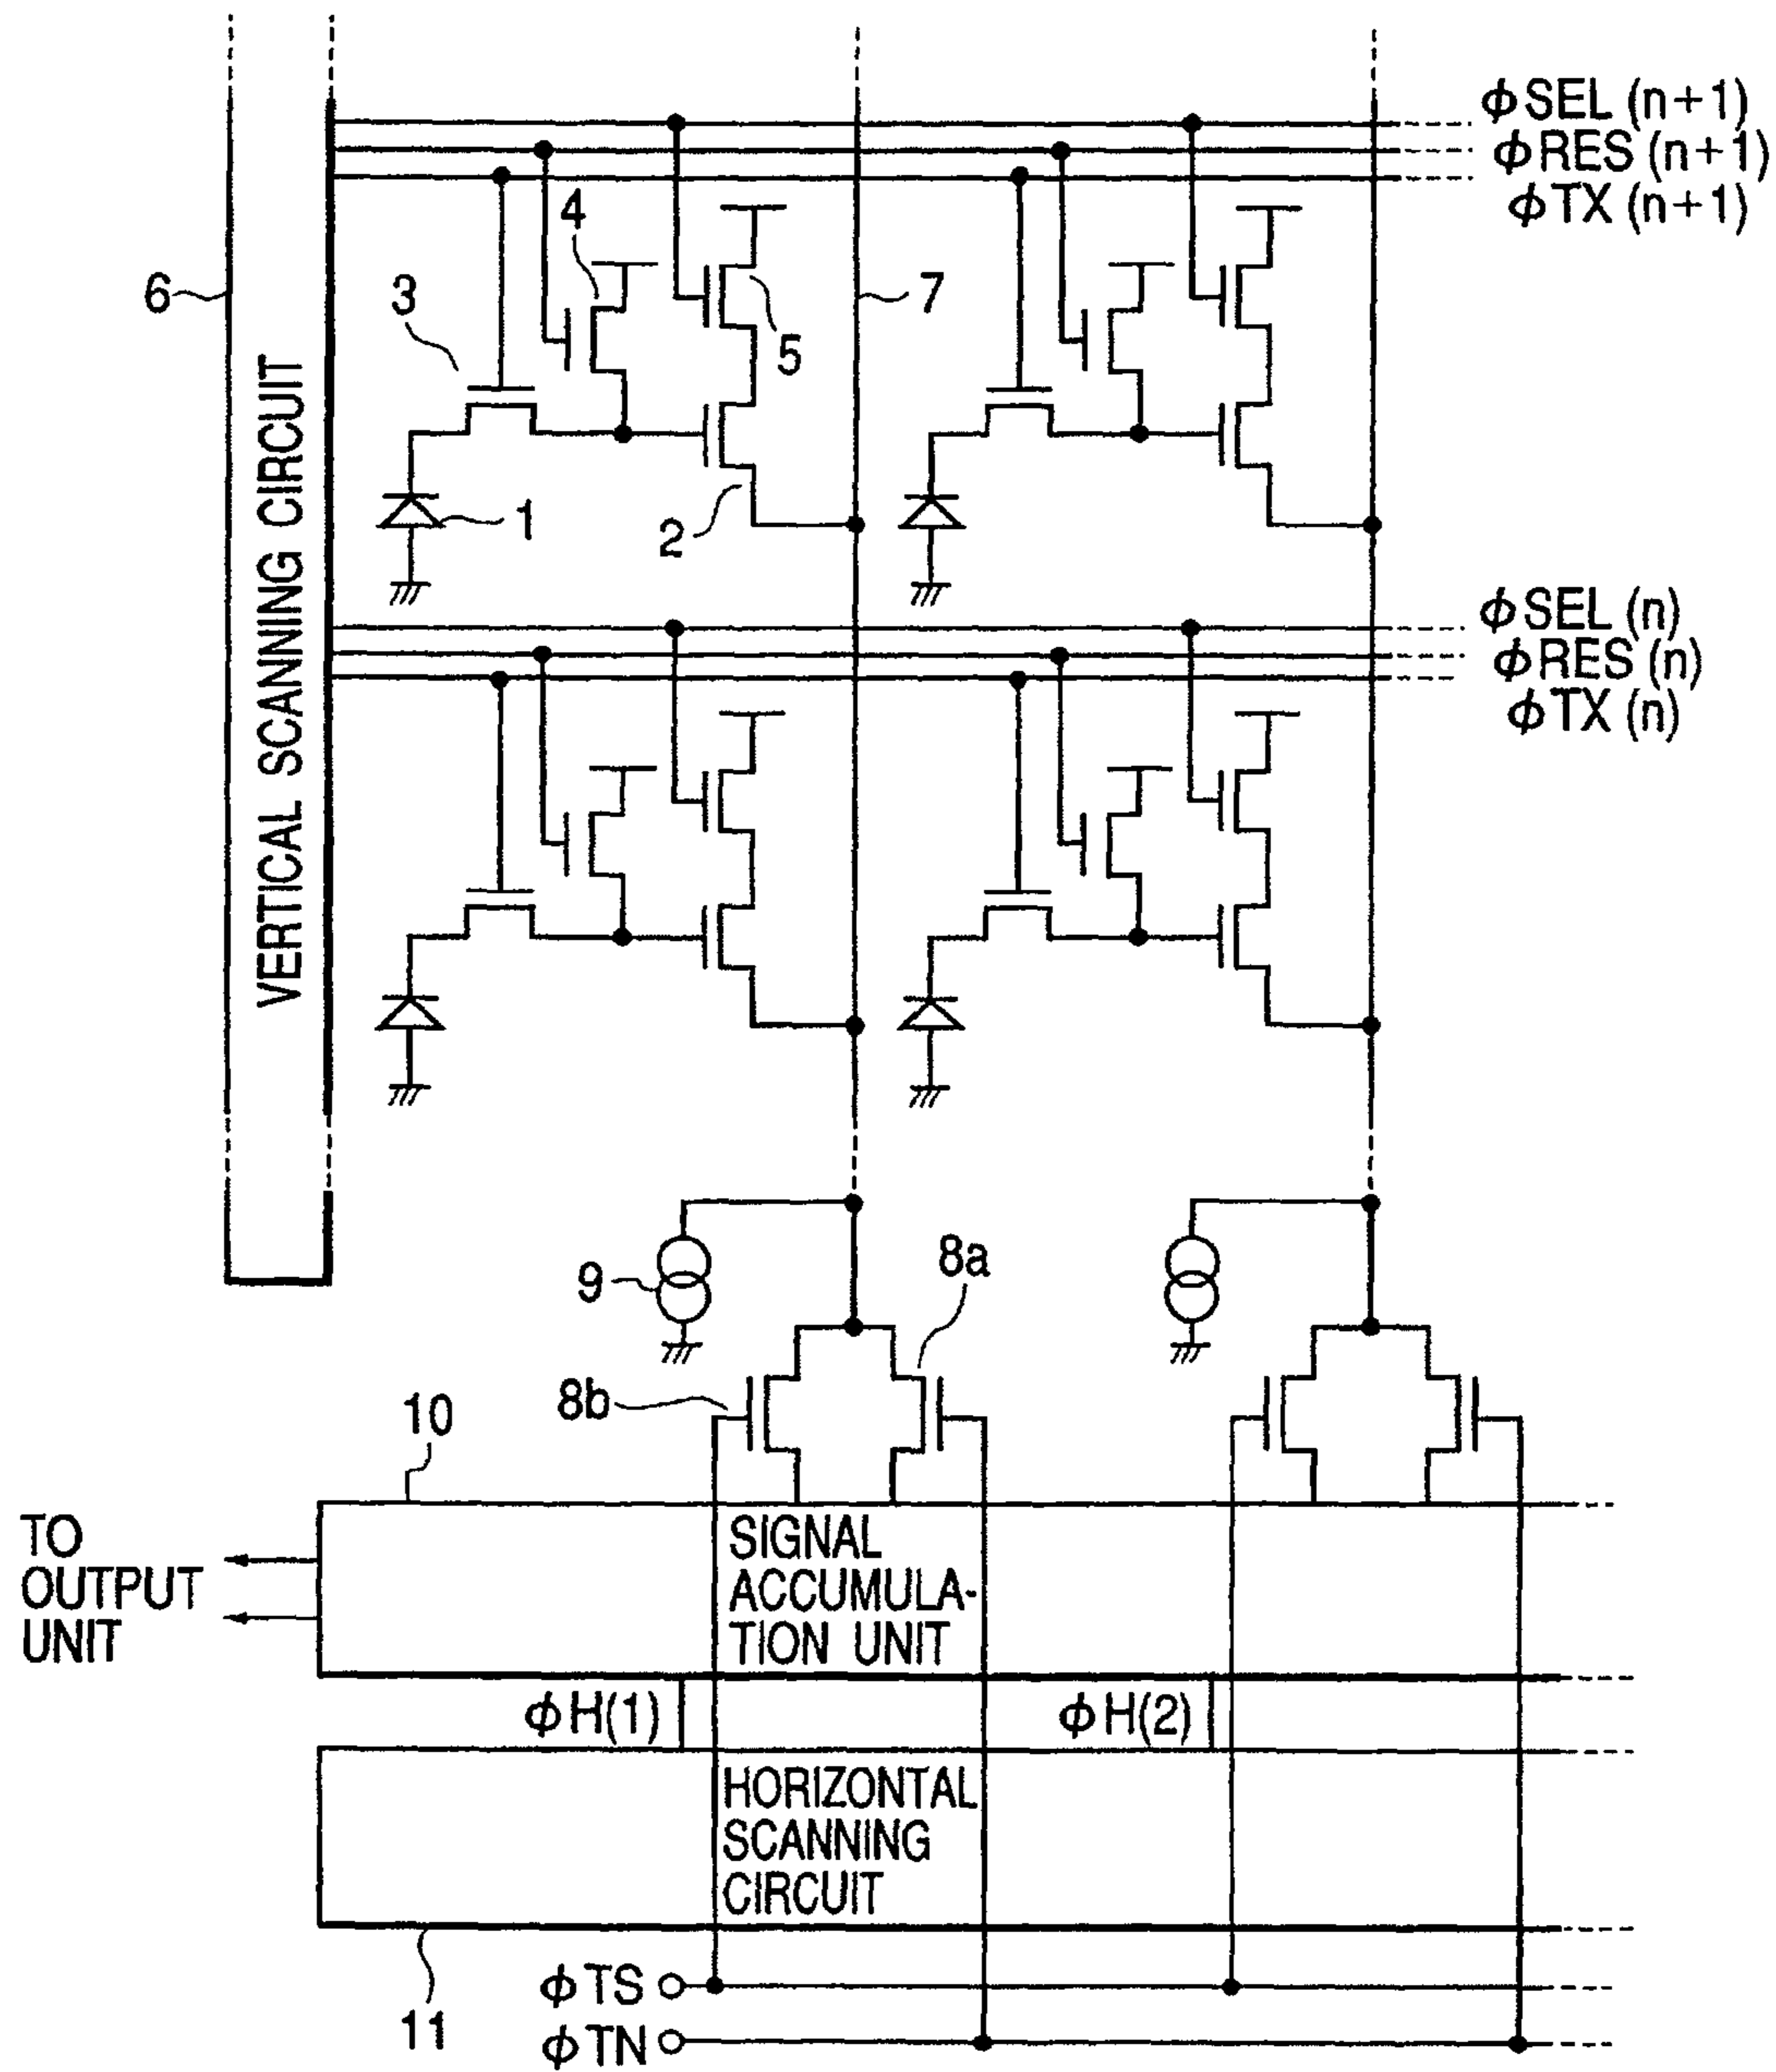 ϕSEL (n+1)
ϕRES (n+1)
ϕTX (n+1)
4
6
3
7
5
VERTICAL SCANNING CIRCUIT
1
2
ϕSEL (n)
ϕRES (n)
ϕTX (n)
8a
9
8b
10
TO
OUTPUT
UNIT
SIGNAL
ACCUMULA-
TION UNIT
ϕH(1)
ϕH(2)
HORIZONTAL
SCANNING
CIRCUIT
11
ϕTS
ϕTN